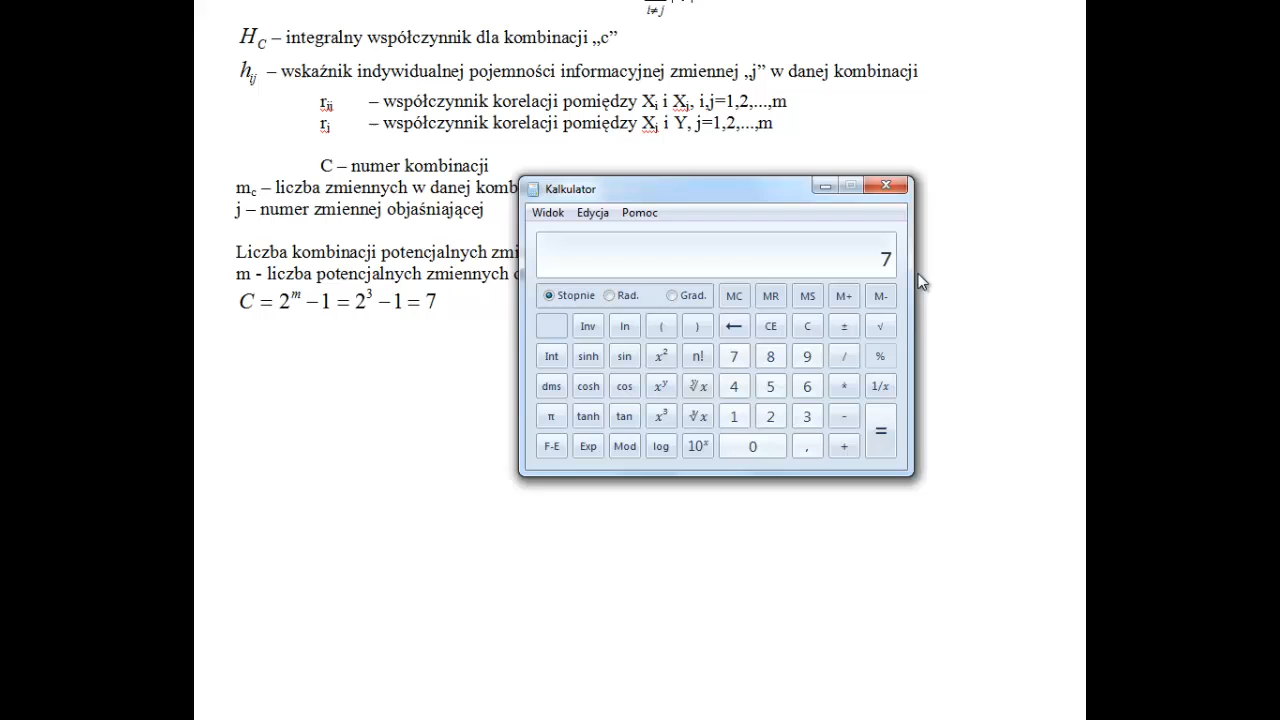 i≠j
H_C – integralny współczynnik dla kombinacji „c”
h_ij – wskaźnik indywidualnej pojemności informacyjnej zmiennej „j” w danej kombinacji
r_ij – współczynnik korelacji pomiędzy X_i i X_j, i,j=1,2,...,m
r_j – współczynnik korelacji pomiędzy X_j i Y, j=1,2,...,m
C – numer kombinacji
m_c – liczba zmiennych w danej komb
j – numer zmiennej objaśniającej
Liczba kombinacji potencjalnych zmi
m - liczba potencjalnych zmiennych o
C = 2^m – 1 = 2^3 – 1 = 7
Kalkulator
Widok Edycja Pomoc
7
Stopnie Rad. Grad. MC MR MS M+ M-
Inv ln ( ) ← CE C ± √
Int sinh sin x^2 n! 7 8 9 / %
dms cosh cos x^y ʸ√x 4 5 6 * 1/x
π tanh tan x^3 ³√x 1 2 3 - =
F-E Exp Mod log 10^x 0 , +